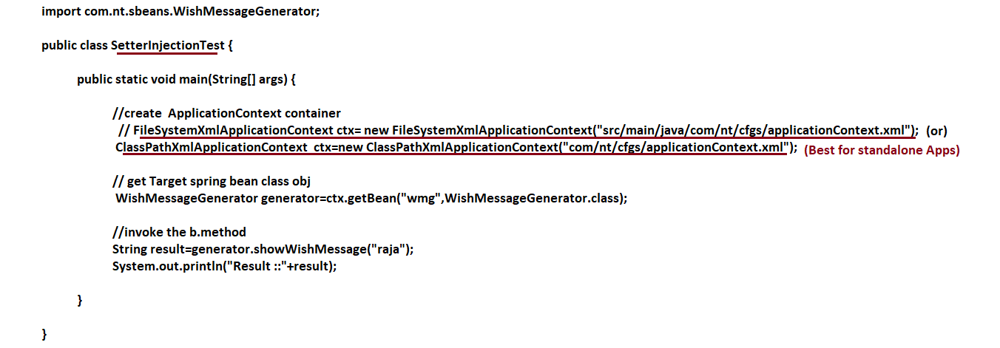 import com.nt.sbeans.WishMessageGenerator;
public class SetterInjectionTest {
public static void main(String[] args) {
//create  ApplicationContext container
// FileSystemXmlApplicationContext ctx= new FileSystemXmlApplicationContext("src/main/java/com/nt/cfgs/applicationContext.xml");  (or)
ClassPathXmlApplicationContext  ctx=new ClassPathXmlApplicationContext("com/nt/cfgs/applicationContext.xml");  (Best for standalone Apps)
// get Target spring bean class obj
WishMessageGenerator generator=ctx.getBean("wmg",WishMessageGenerator.class);
//invoke the b.method
String result=generator.showWishMessage("raja");
System.out.println("Result ::"+result);
}
}